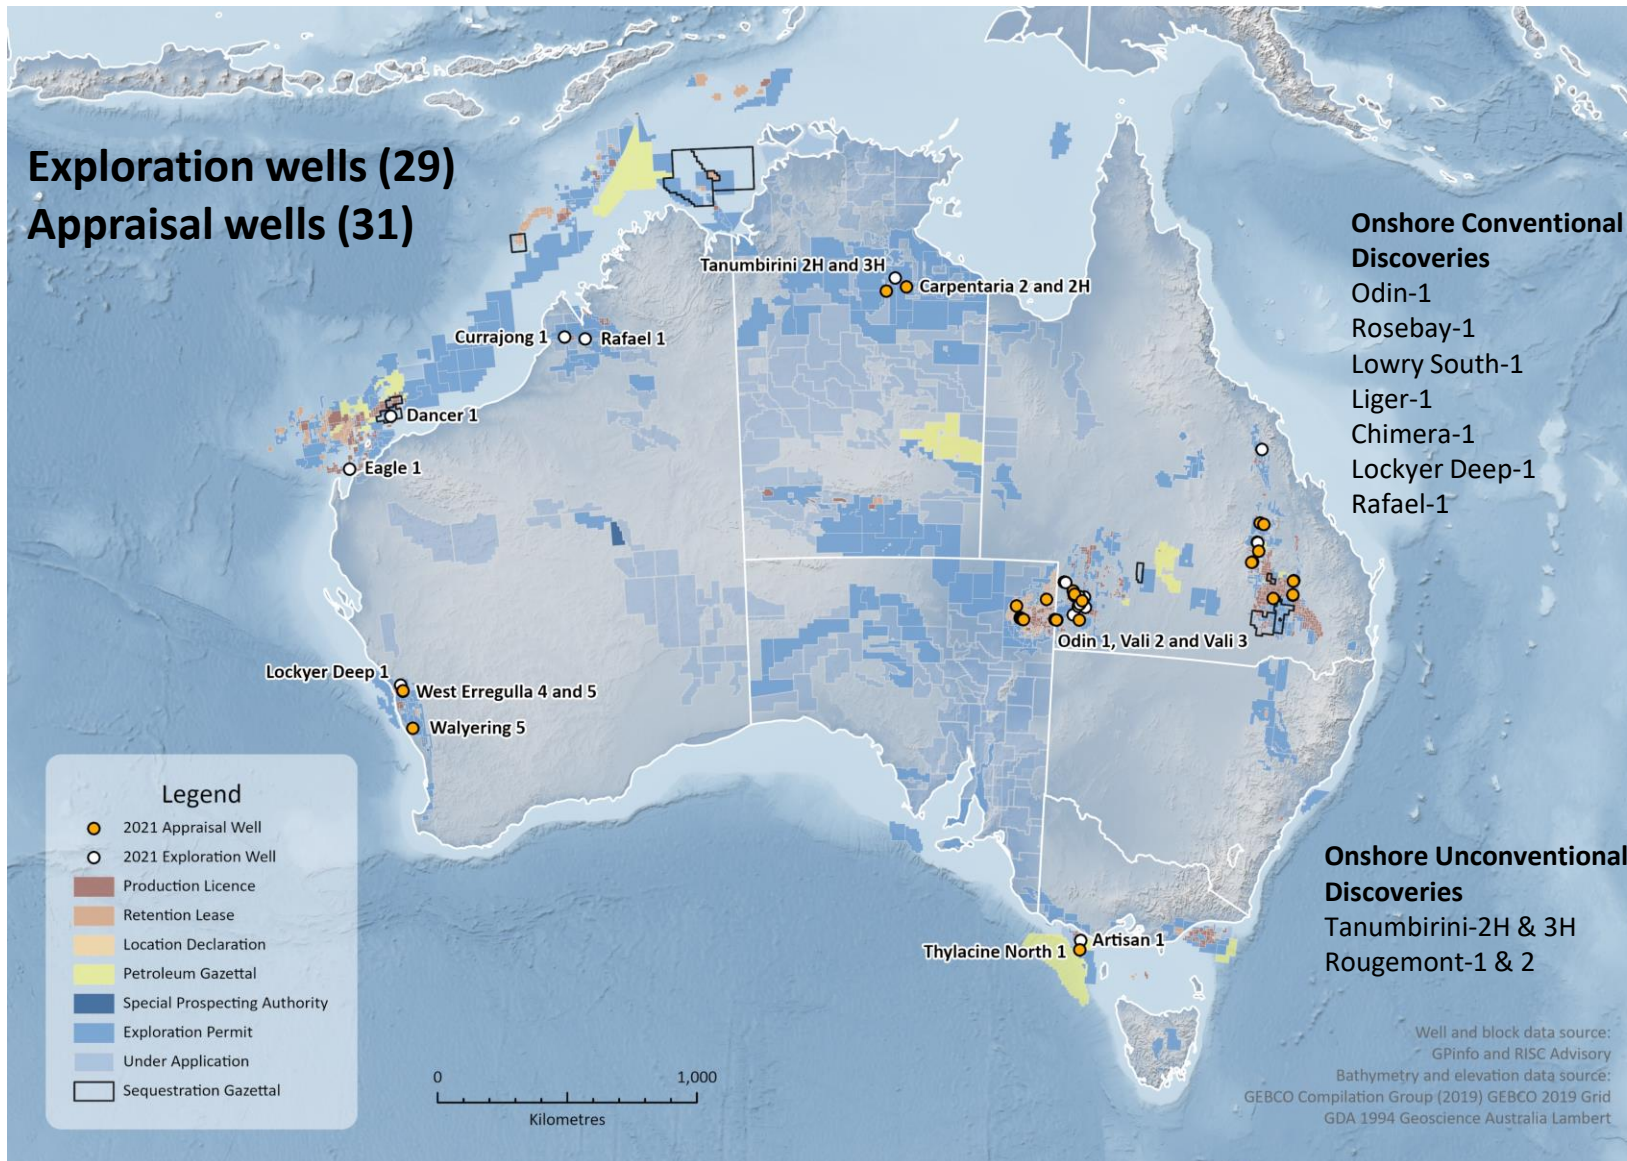 Exploration wells (29)
Appraisal wells (31)
Onshore Conventional
Discoveries
Odin-1
Rosebay-1
Lowry South-1
Liger-1
Chimera-1
Lockyer Deep-1
Rafael-1
Tanumbirini 2H and 3H
Carpentaria 2 and 2H
Currajong 1
Rafael 1
Dancer 1
Eagle 1
Odin 1, Vali 2 and Vali 3
Lockyer Deep 1
West Erregulla 4 and 5
Walyering 5
Artisan 1
Thylacine North 1
Legend
2021 Appraisal Well
2021 Exploration Well
Production Licence
Retention Lease
Location Declaration
Petroleum Gazettal
Special Prospecting Authority
Exploration Permit
Under Application
Sequestration Gazettal
0 1,000
Kilometres
Onshore Unconventional
Discoveries
Tanumbirini-2H & 3H
Rougemont-1 & 2
Well and block data source:
GPinfo and RISC Advisory
Bathymetry and elevation data source:
GEBCO Compilation Group (2019) GEBCO 2019 Grid
GDA 1994 Geoscience Australia Lambert